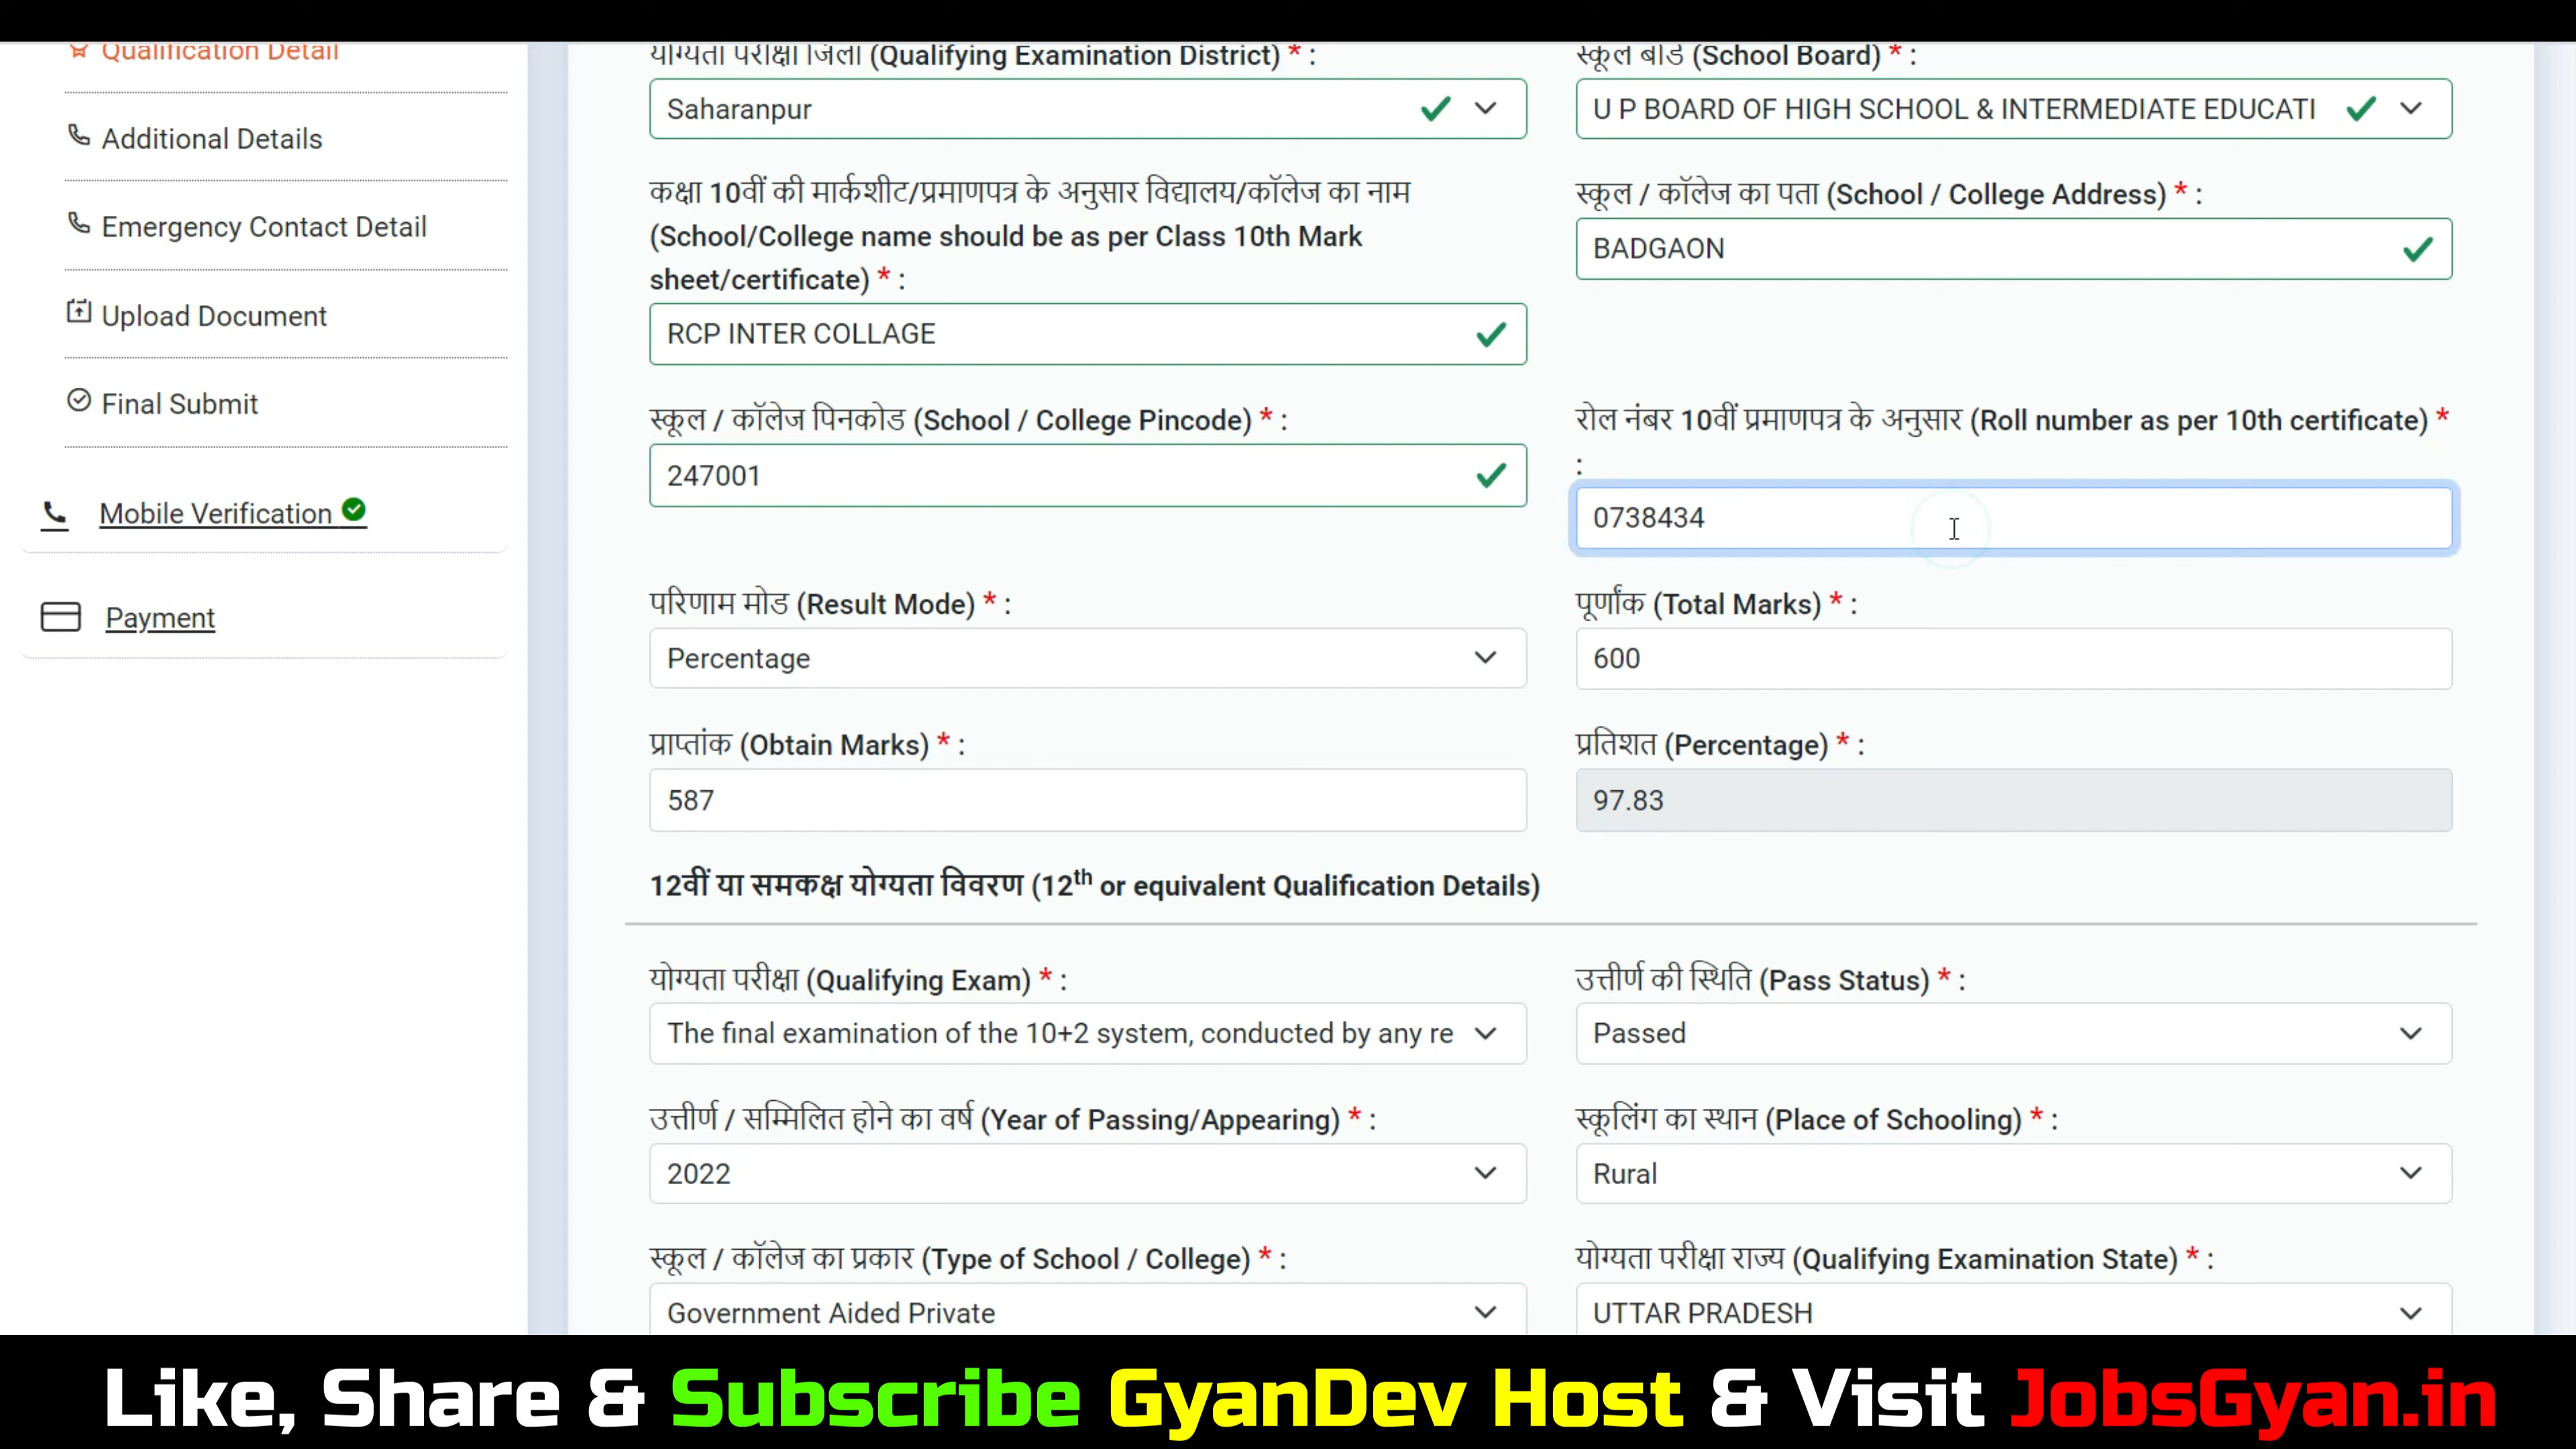 Qualification Detail
योग्यता परीक्षा जिला (Qualifying Examination District) * :
स्कूल बोर्ड (School Board) * :
Saharanpur
U P BOARD OF HIGH SCHOOL & INTERMEDIATE EDUCATI
Additional Details
कक्षा 10वीं की मार्कशीट/प्रमाणपत्र के अनुसार विद्यालय/कॉलेज का नाम
(School/College name should be as per Class 10th Mark
sheet/certificate) * :
स्कूल / कॉलेज का पता (School / College Address) * :
BADGAON
Emergency Contact Detail
RCP INTER COLLAGE
Upload Document
Final Submit
स्कूल / कॉलेज पिनकोड (School / College Pincode) * :
रोल नंबर 10वीं प्रमाणपत्र के अनुसार (Roll number as per 10th certificate) *
:
247001
0738434
Mobile Verification
Payment
परिणाम मोड (Result Mode) * :
पूर्णांक (Total Marks) * :
Percentage
600
प्राप्तांक (Obtain Marks) * :
प्रतिशत (Percentage) * :
587
97.83
12वीं या समकक्ष योग्यता विवरण (12th or equivalent Qualification Details)
योग्यता परीक्षा (Qualifying Exam) * :
उत्तीर्ण की स्थिति (Pass Status) * :
The final examination of the 10+2 system, conducted by any re
Passed
उत्तीर्ण / सम्मिलित होने का वर्ष (Year of Passing/Appearing) * :
स्कूलिंग का स्थान (Place of Schooling) * :
2022
Rural
स्कूल / कॉलेज का प्रकार (Type of School / College) * :
योग्यता परीक्षा राज्य (Qualifying Examination State) * :
Government Aided Private
UTTAR PRADESH
Like, Share & Subscribe GyanDev Host & Visit JobsGyan.in